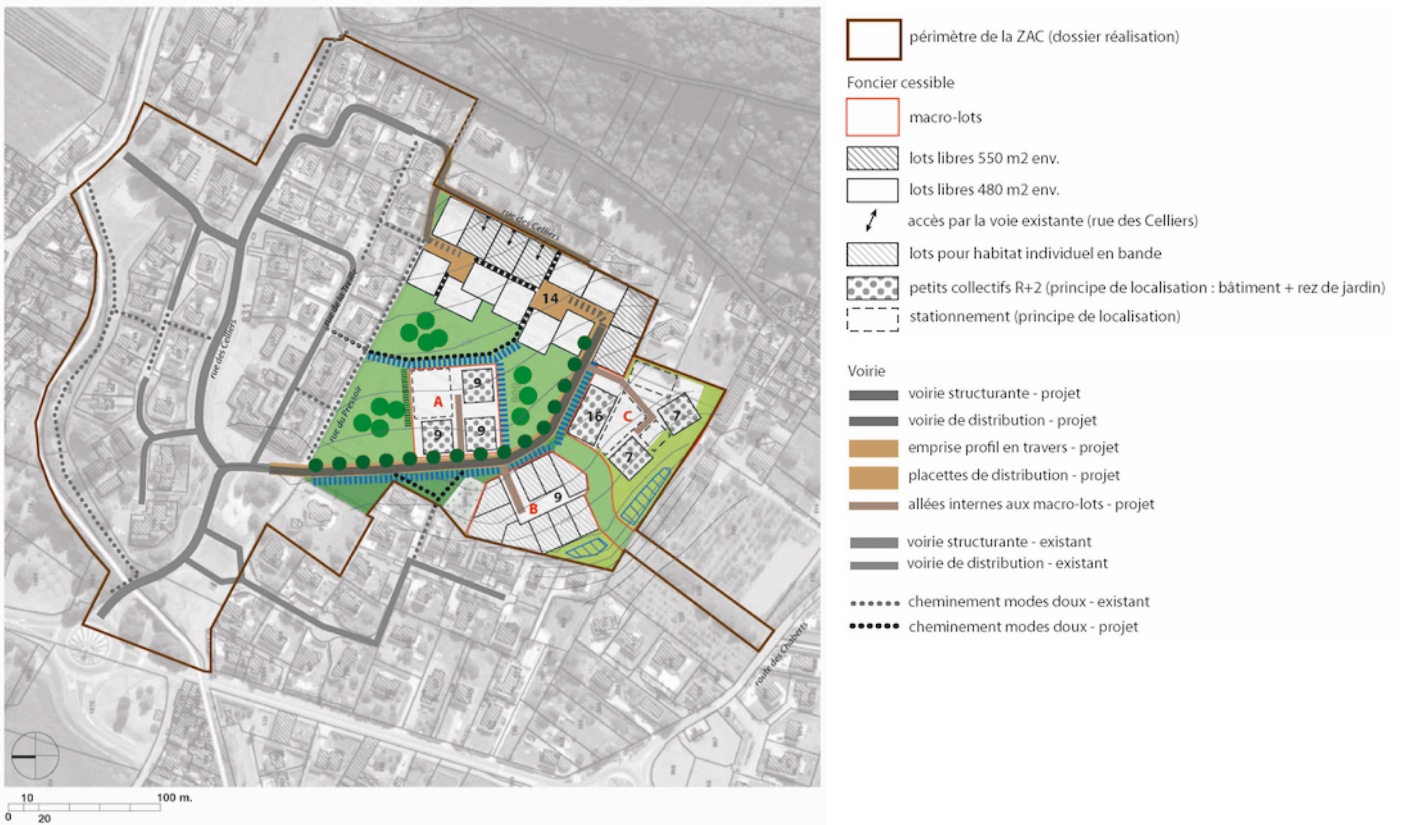 rue des Celliers
rue de la Treille
14
rue des Celliers
9
A
16
C
7
rue du Pressoir
9
9
7
9
B
route des Chaberts
10
100 m.
0
20
périmètre de la ZAC (dossier réalisation)
Foncier cessible
macro-lots
lots libres 550 m2 env.
lots libres 480 m2 env.
accès par la voie existante (rue des Celliers)
lots pour habitat individuel en bande
petits collectifs R+2 (principe de localisation : bâtiment + rez de jardin)
stationnement (principe de localisation)
Voirie
voirie structurante - projet
voirie de distribution - projet
emprise profil en travers - projet
placettes de distribution - projet
allées internes aux macro-lots - projet
voirie structurante - existant
voirie de distribution - existant
cheminement modes doux - existant
cheminement modes doux - projet